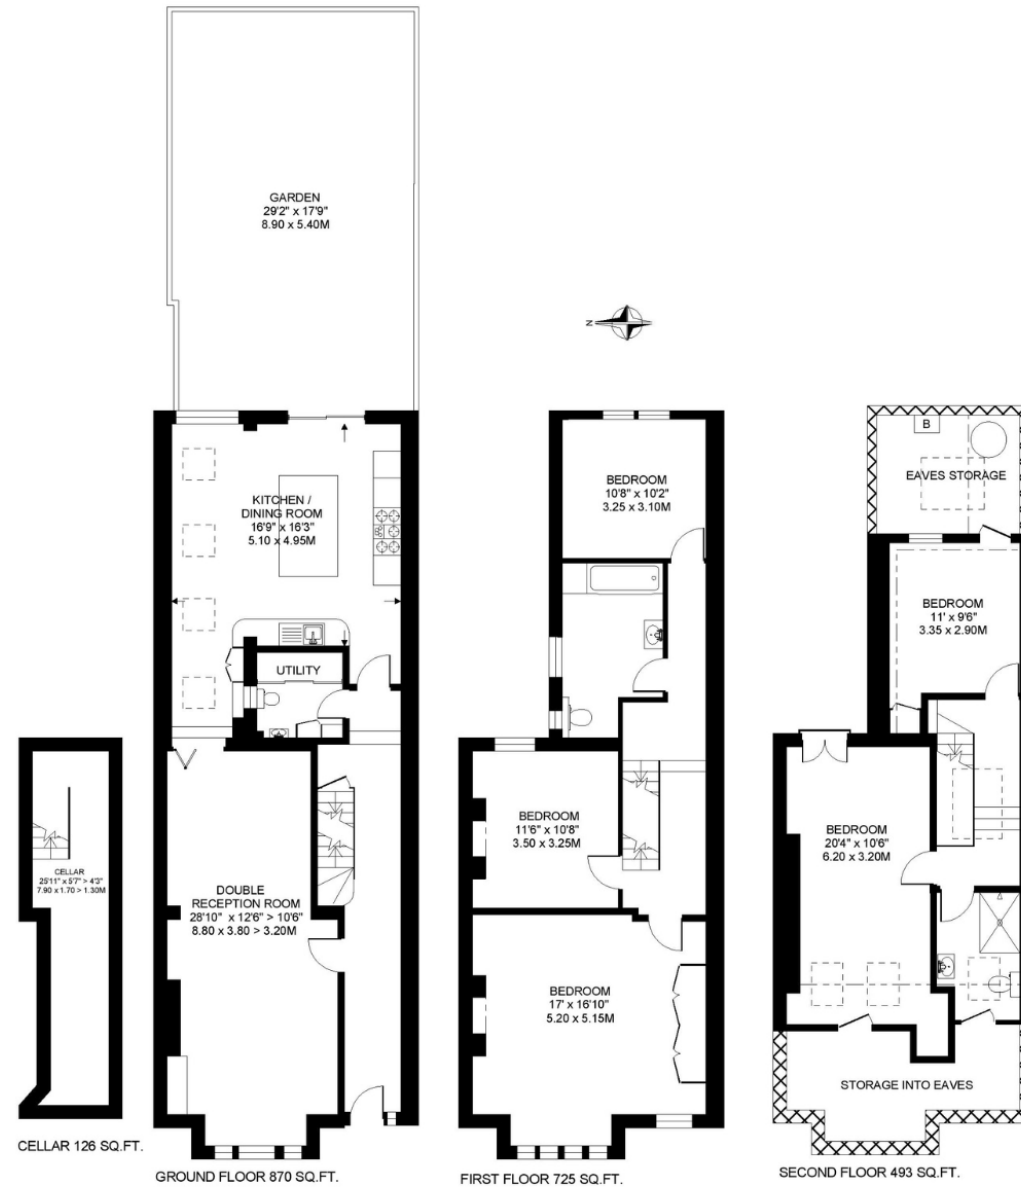 GARDEN
29'2" x 17'9"
8.90 x 5.40M
N
KITCHEN /
DINING ROOM
16'9" x 16'3"
5.10 x 4.95M
UTILITY
DOUBLE
RECEPTION ROOM
28'10" x 12'6" > 10'6"
8.80 x 3.80 > 3.20M
CELLAR
25'11" x 5'7" > 4'3"
7.90 x 1.70 > 1.30M
CELLAR 126 SQ.FT.
GROUND FLOOR 870 SQ.FT.
BEDROOM
10'8" x 10'2"
3.25 x 3.10M
BEDROOM
11'6" x 10'8"
3.50 x 3.25M
BEDROOM
17' x 16'10"
5.20 x 5.15M
FIRST FLOOR 725 SQ.FT.
B
EAVES STORAGE
BEDROOM
11' x 9'6"
3.35 x 2.90M
BEDROOM
20'4" x 10'6"
6.20 x 3.20M
STORAGE INTO EAVES
SECOND FLOOR 493 SQ.FT.